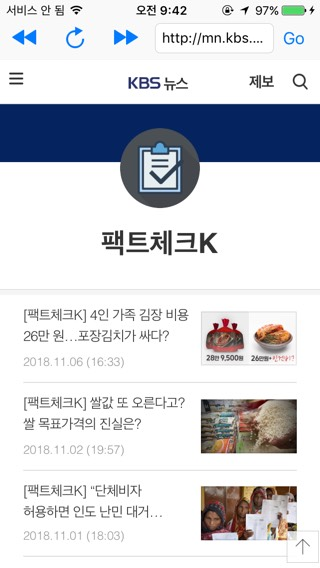 서비스 안 됨 오전 9:42 97%
http://mn.kbs.... Go
KBS 뉴스 제보
팩트체크K
[팩트체크K] 4인 가족 김장 비용
26만 원…포장김치가 싸다?
28만 9,500원 26만원+인건비?
2018.11.06 (16:33)
[팩트체크K] 쌀값 또 오른다고?
쌀 목표가격의 진실은?
2018.11.02 (19:57)
[팩트체크K] “단체비자
허용하면 인도 난민 대거…
2018.11.01 (18:03)